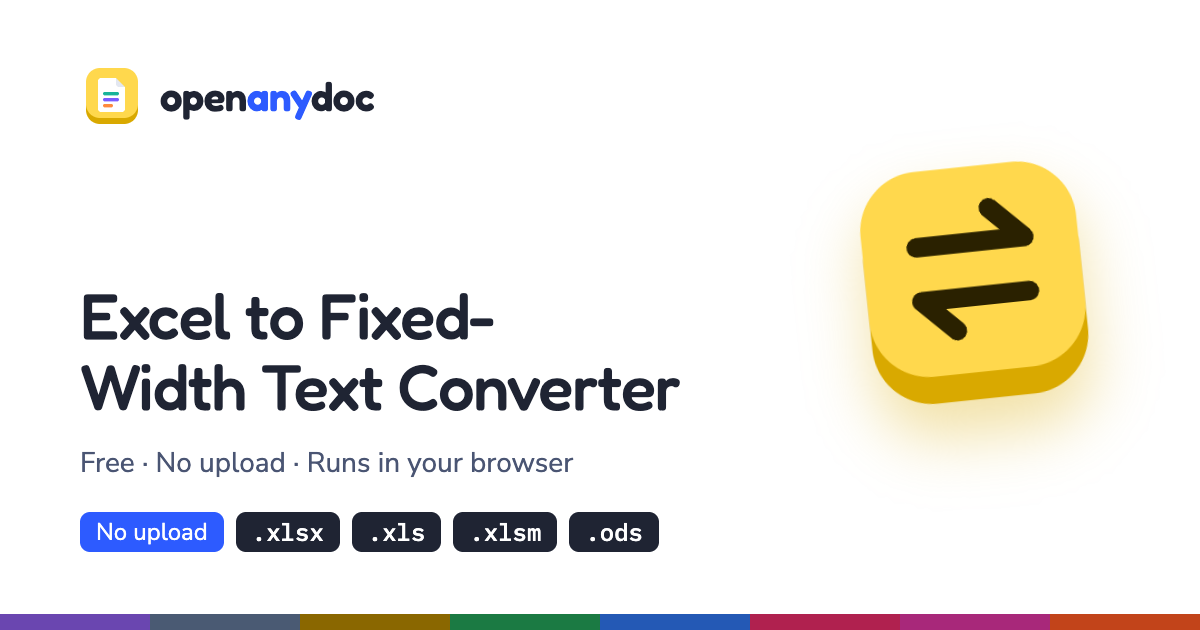 openanydoc
Excel to Fixed-
Width Text Converter
Free · No upload · Runs in your browser
No upload .xlsx .xls .xlsm .ods